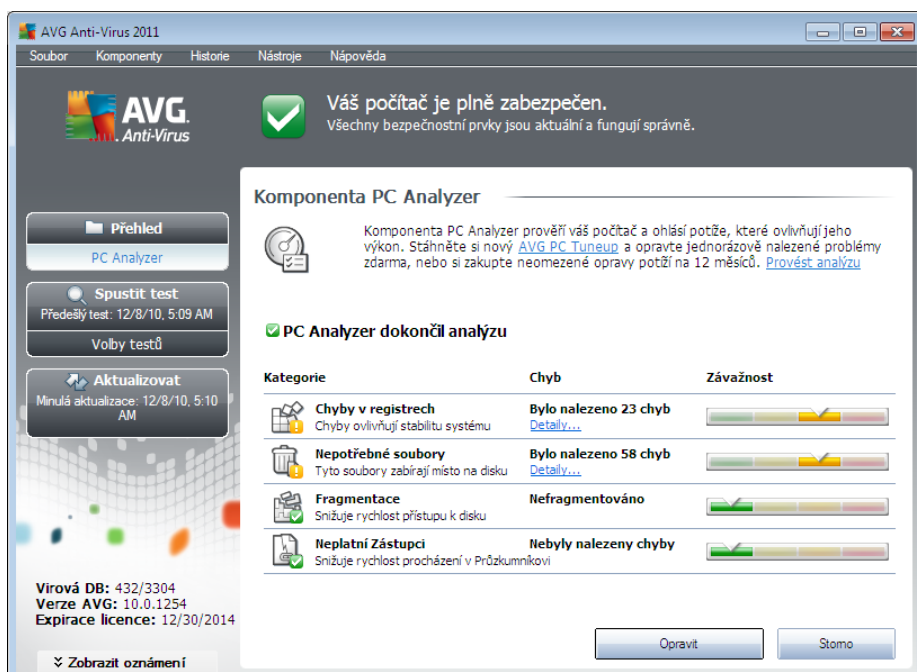 AVG Anti-Virus 2011
Soubor Komponenty Historie Nástroje Nápověda
AVG.
Anti-Virus
Váš počítač je plně zabezpečen.
Všechny bezpečnostní prvky jsou aktuální a fungují správně.
Přehled
PC Analyzer
Spustit test
Předešlý test: 12/8/10, 5:09 AM
Volby testů
Aktualizovat
Minulá aktualizace: 12/8/10, 5:10
AM
Virová DB: 432/3304
Verze AVG: 10.0.1254
Expirace licence: 12/30/2014
Zobrazit oznámení
Komponenta PC Analyzer
Komponenta PC Analyzer prověří váš počítač a ohlásí potíže, které ovlivňují jeho
výkon. Stáhněte si nový AVG PC Tuneup a opravte jednorázově nalezené problémy
zdarma, nebo si zakupte neomezené opravy potíží na 12 měsíců. Provést analýzu
PC Analyzer dokončil analýzu
Kategorie Chyb Závažnost
Chyby v registrech Bylo nalezeno 23 chyb
Chyby ovlivňují stabilitu systému Detaily...
Nepotřebné soubory Bylo nalezeno 58 chyb
Tyto soubory zabírají místo na disku Detaily...
Fragmentace Nefragmentováno
Snižuje rychlost přístupu k disku
Neplatní Zástupci Nebyly nalezeny chyby
Snižuje rychlost procházení v Průzkumníkovi
Opravit Storno